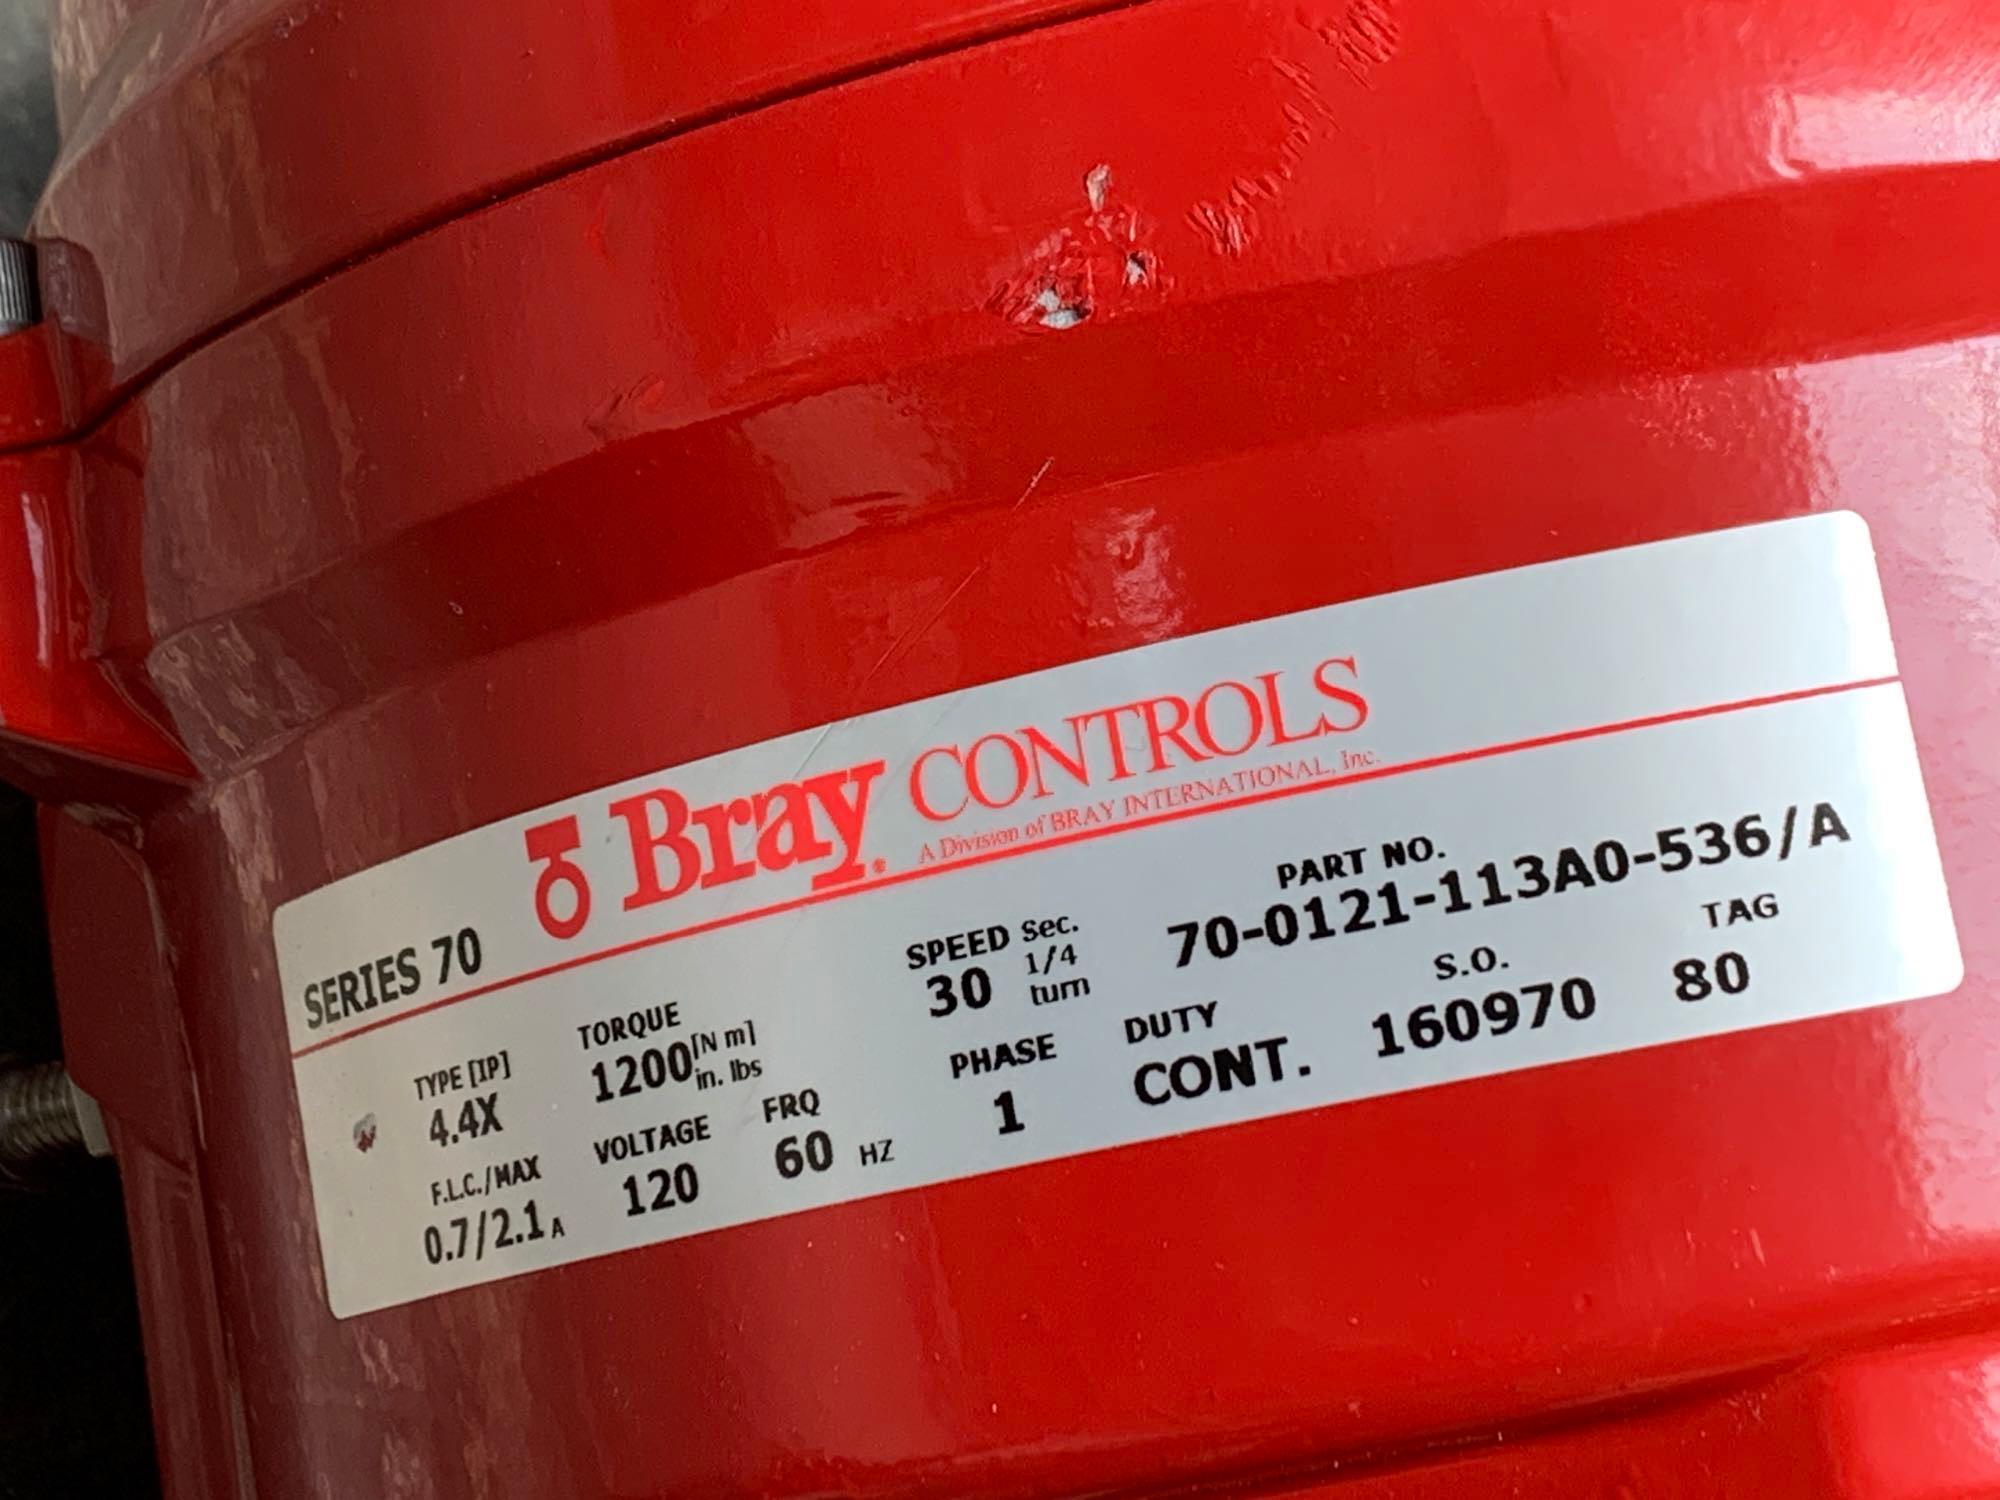 SERIES 70
Bray CONTROLS
A Division of BRAY INTERNATIONAL, Inc.
TYPE [IP] TORQUE SPEED Sec. 1/4 turn PART NO.
4.4X 1200 [N m] in. lbs 30 70-0121-113A0-536/A
F.L.C./MAX VOLTAGE FRQ PHASE DUTY S.O. TAG
0.7/2.1 A 120 60 HZ 1 CONT. 160970 80